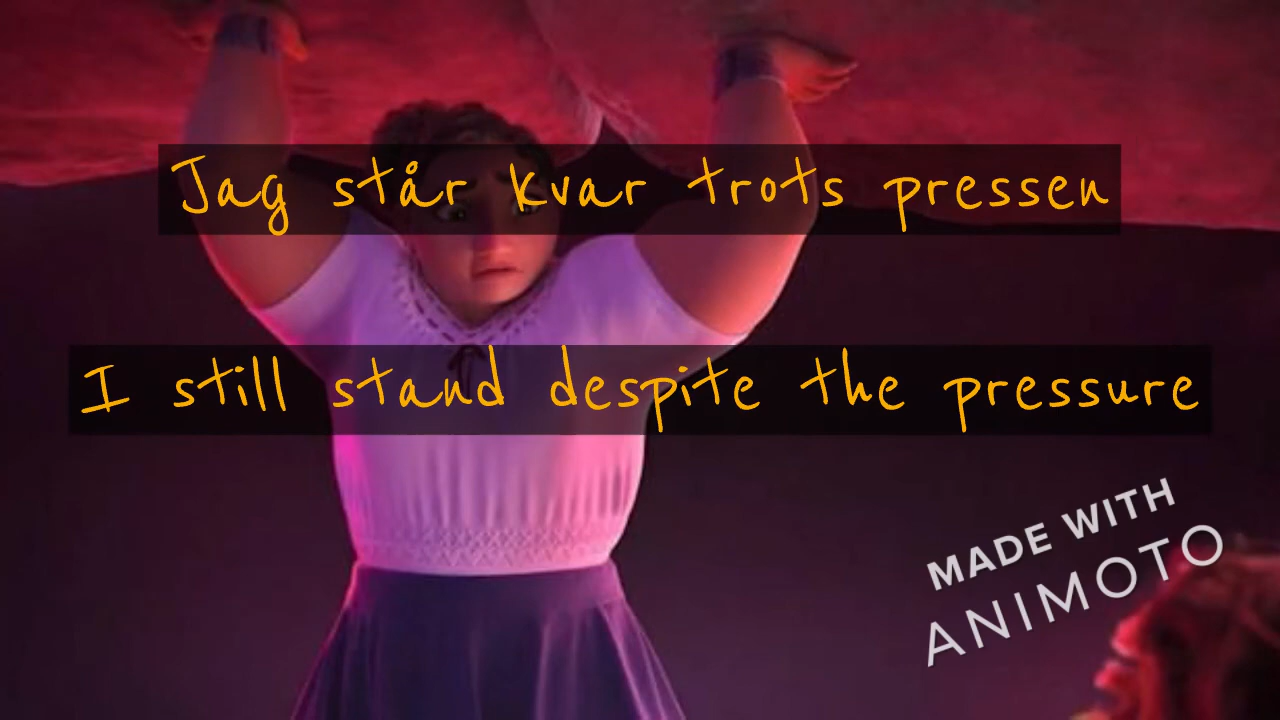 Jag står kvar trots pressen
I still stand despite the pressure
MADE WITH
ANIMOTO